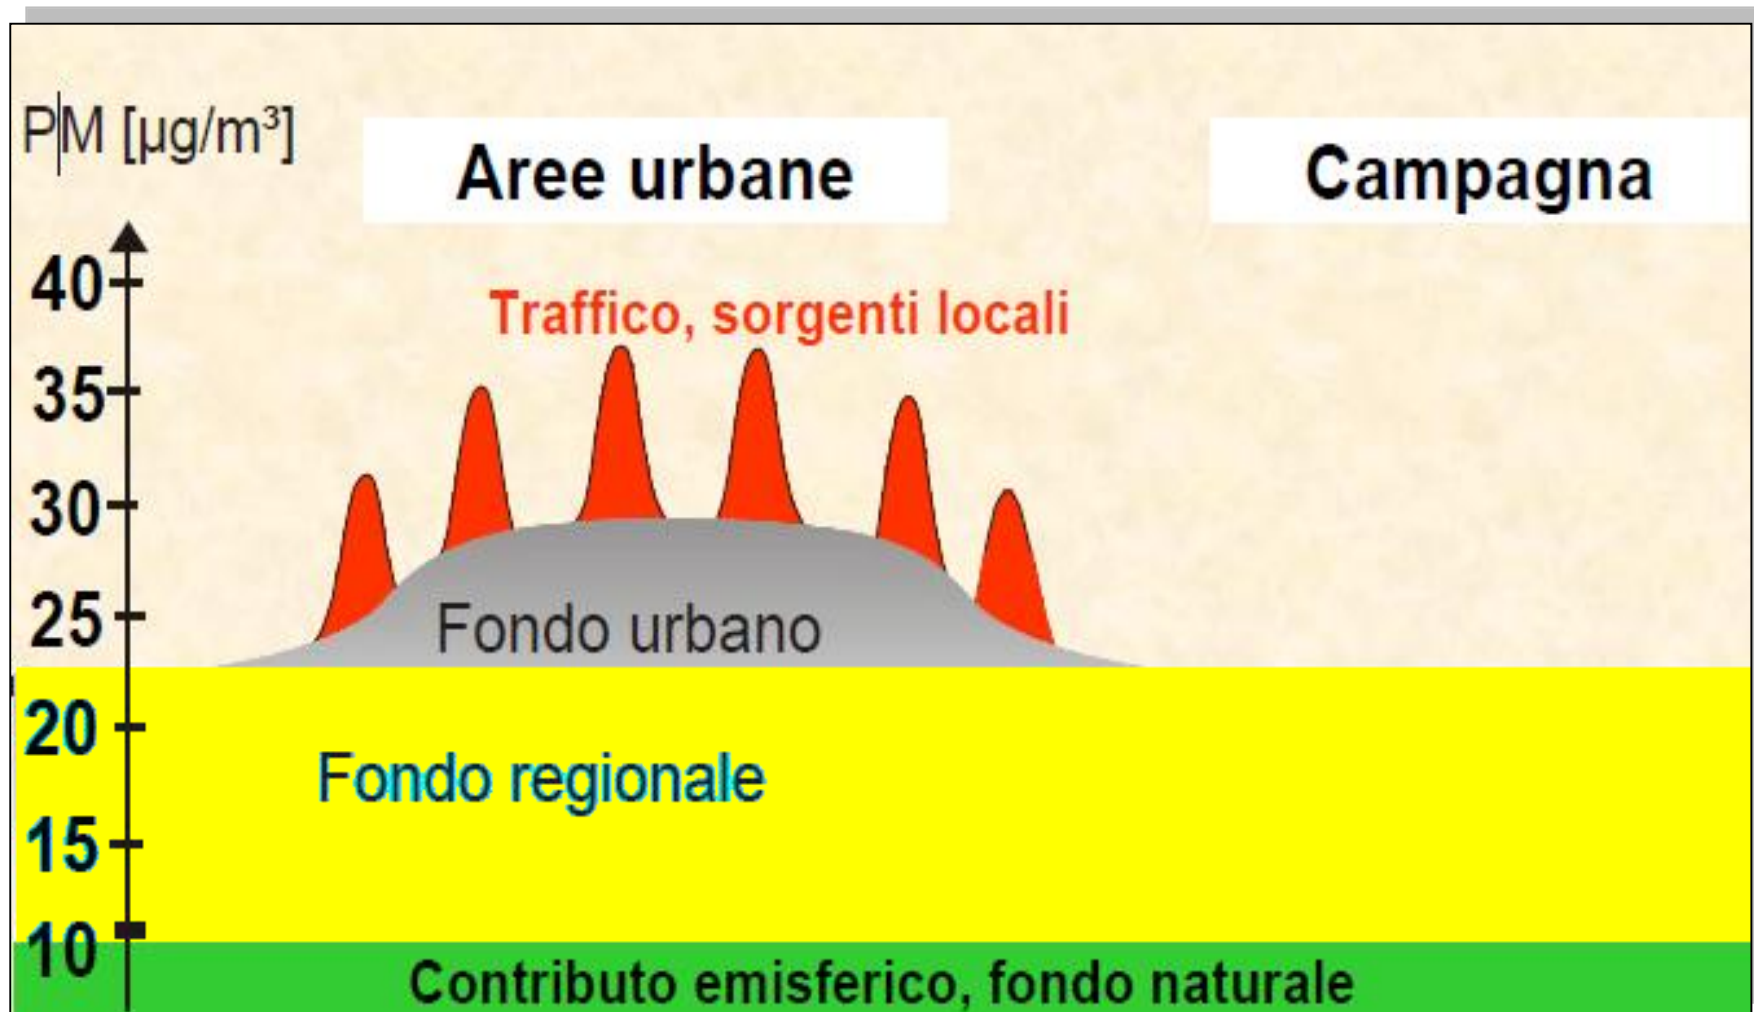 PM [µg/m³]
Aree urbane
Campagna
40
Traffico, sorgenti locali
35
30
25
Fondo urbano
20
Fondo regionale
15
10
Contributo emisferico, fondo naturale